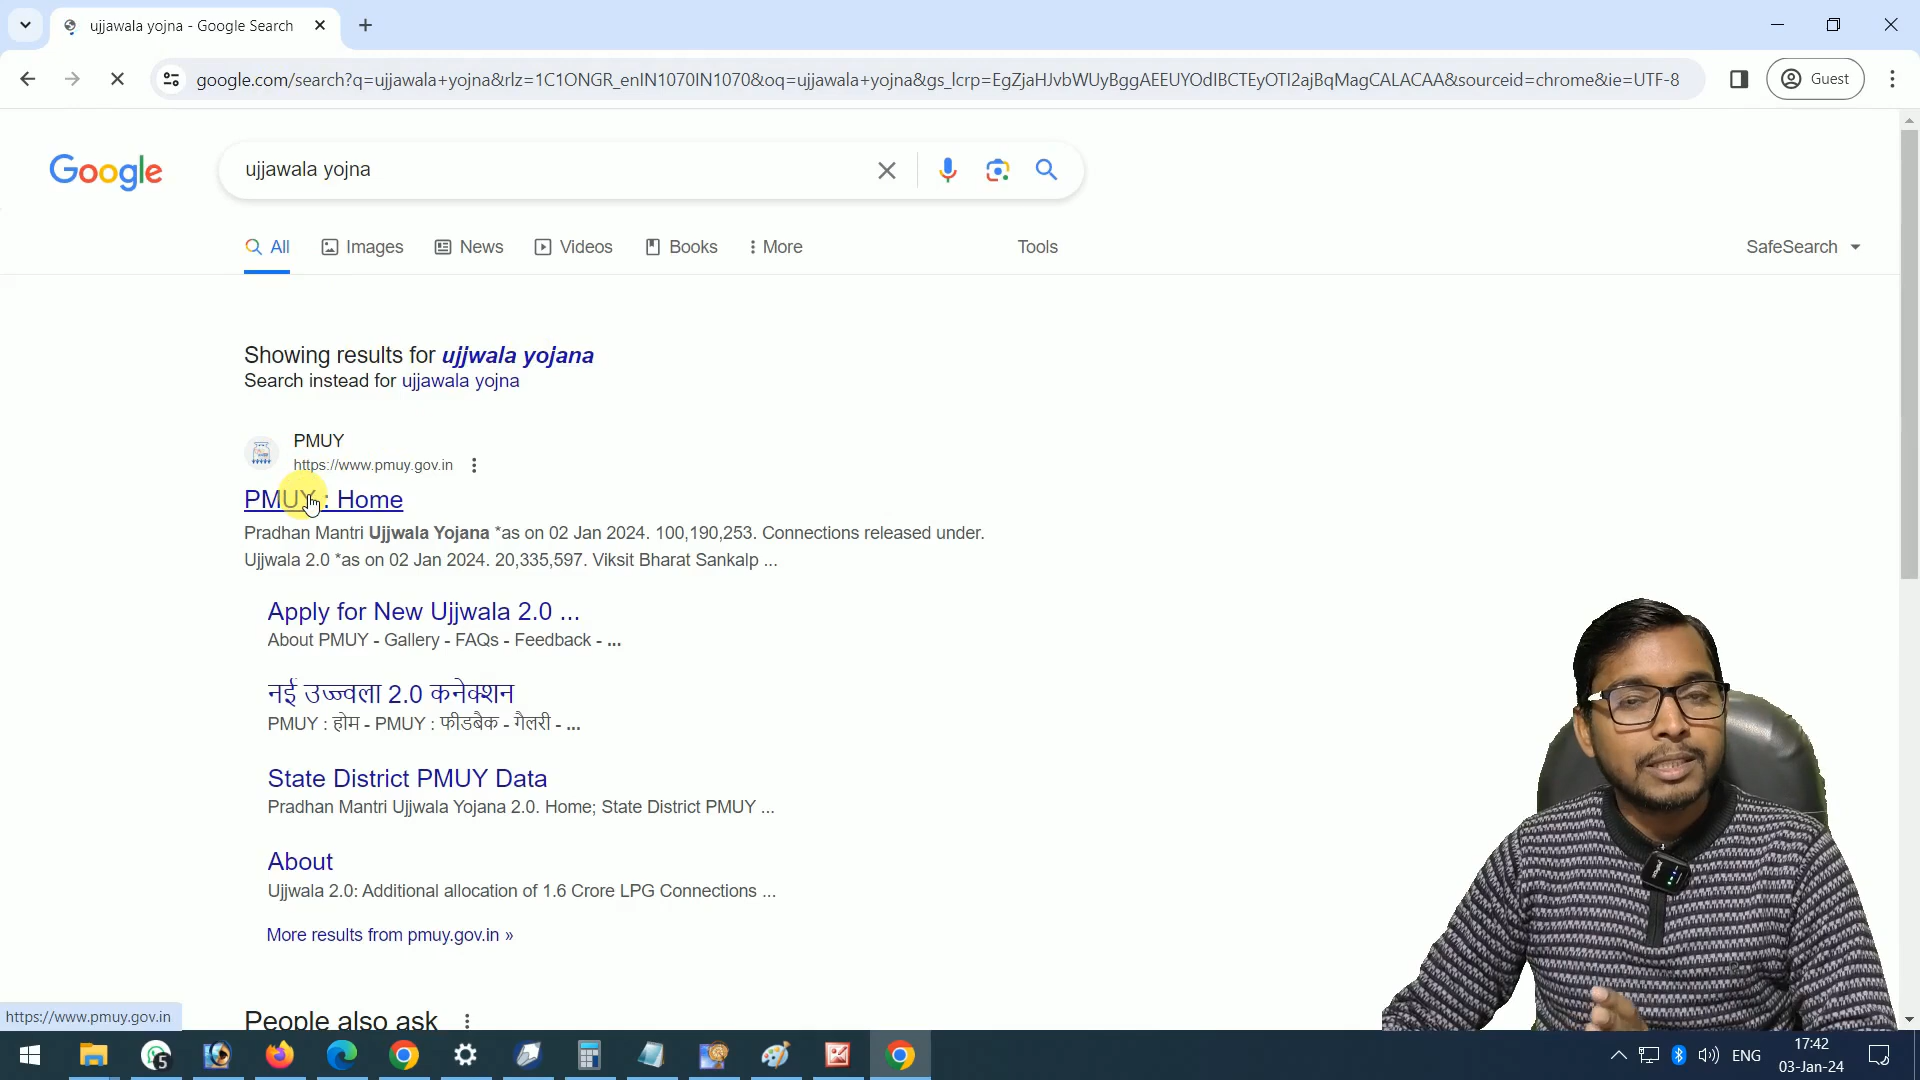 ujjawala yojna - Google Search
google.com/search?q=ujjawala+yojna&rlz=1C1ONGR_enIN1070IN1070&oq=ujjawala+yojna&gs_lcrp=EgZjaHJvbWUyBggAEEUYOdIBCTEyOTI2ajBqMagCALACAA&sourceid=chrome&ie=UTF-8
Guest
Google
ujjawala yojna
All
Images
News
Videos
Books
More
Tools
SafeSearch
Showing results for ujjwala yojana
Search instead for ujjawala yojna
PMUY
https://www.pmuy.gov.in
PMUY : Home
Pradhan Mantri Ujjwala Yojana *as on 02 Jan 2024. 100,190,253. Connections released under.
Ujjwala 2.0 *as on 02 Jan 2024. 20,335,597. Viksit Bharat Sankalp ...
Apply for New Ujjwala 2.0 ...
About PMUY - Gallery - FAQs - Feedback - ...
नई उज्ज्वला 2.0 कनेक्शन
PMUY : होम - PMUY : फीडबैक - गैलरी - ...
State District PMUY Data
Pradhan Mantri Ujjwala Yojana 2.0. Home; State District PMUY ...
About
Ujjwala 2.0: Additional allocation of 1.6 Crore LPG Connections ...
More results from pmuy.gov.in »
People also ask
https://www.pmuy.gov.in
5
ENG
17:42
03-Jan-24